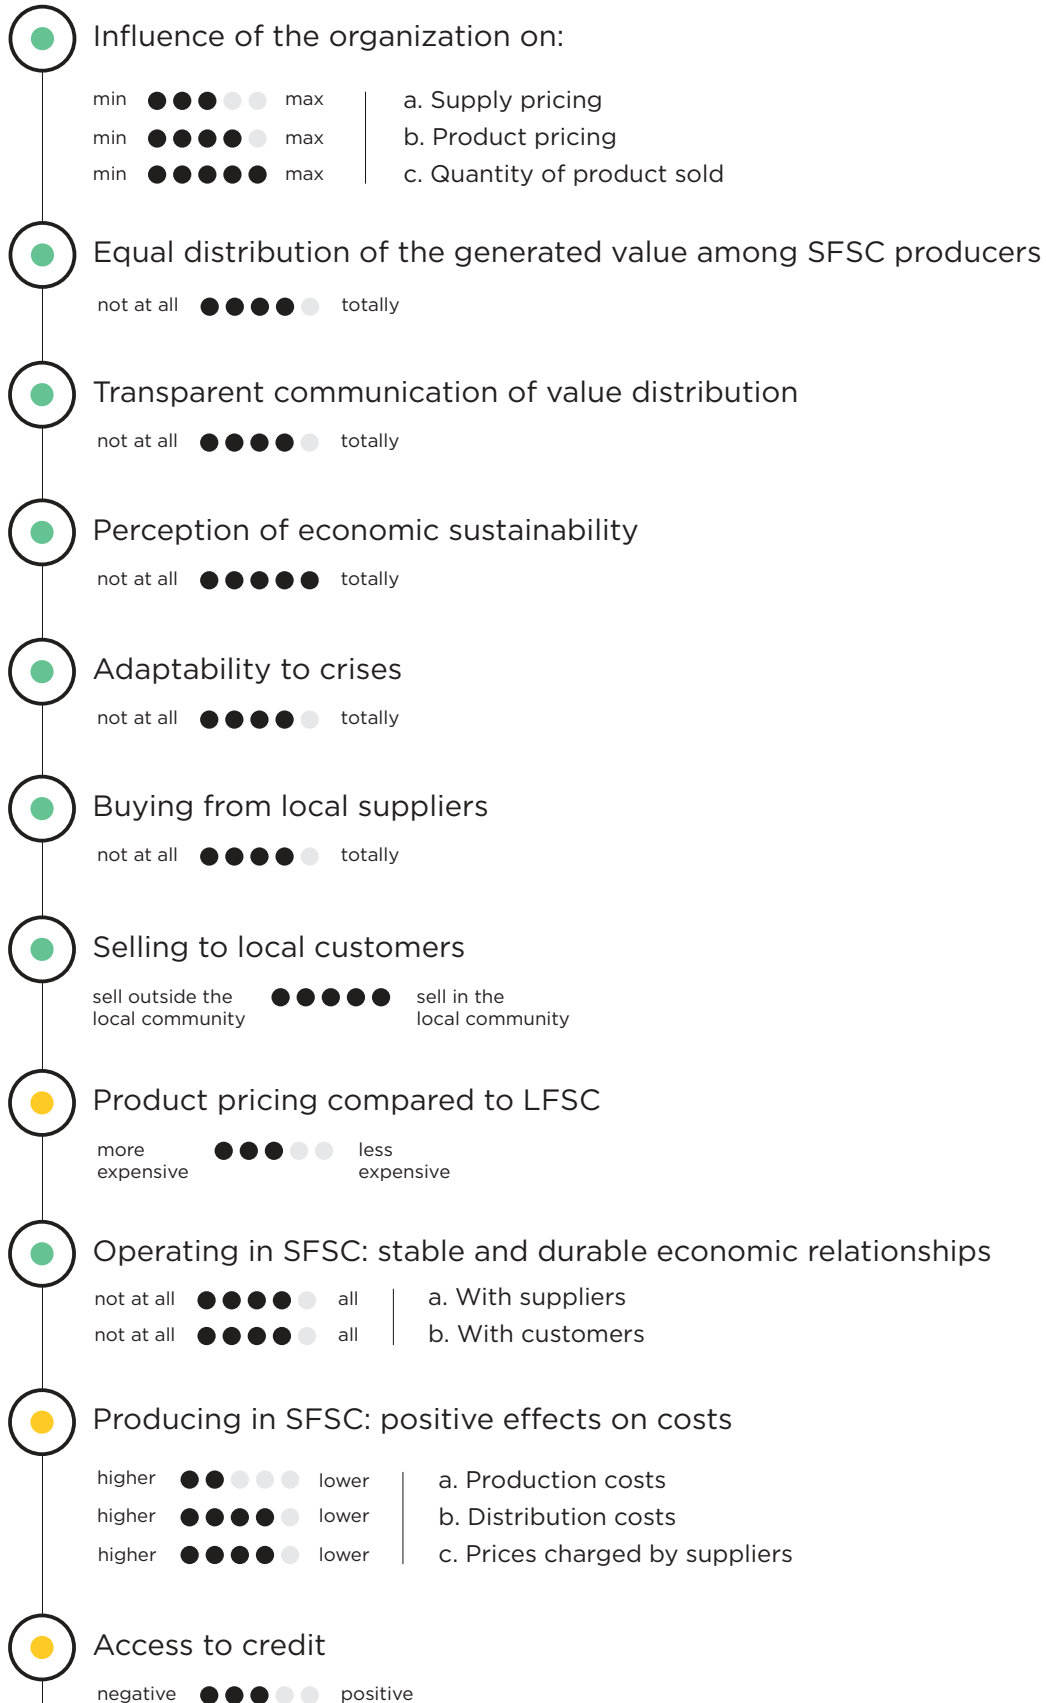 Influence of the organization on:
min max a. Supply pricing
min max b. Product pricing
min max c. Quantity of product sold
Equal distribution of the generated value among SFSC producers
not at all totally
Transparent communication of value distribution
not at all totally
Perception of economic sustainability
not at all totally
Adaptability to crises
not at all totally
Buying from local suppliers
not at all totally
Selling to local customers
sell outside the sell in the
local community local community
Product pricing compared to LFSC
more less
expensive expensive
Operating in SFSC: stable and durable economic relationships
not at all all a. With suppliers
not at all all b. With customers
Producing in SFSC: positive effects on costs
higher lower a. Production costs
higher lower b. Distribution costs
higher lower c. Prices charged by suppliers
Access to credit
negative positive